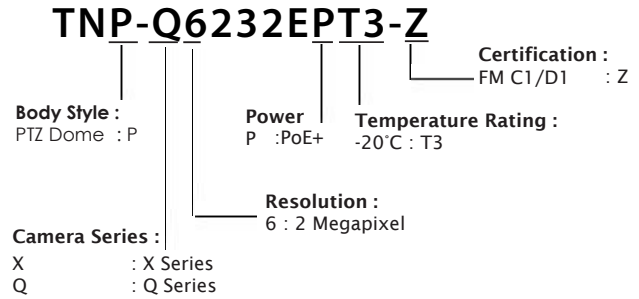 TNP-Q6232EPT3-Z
Certification :
FM C1/D1 : Z
Body Style :
PTZ Dome : P
Power
P :PoE+
Temperature Rating :
-20°C : T3
Resolution :
6 : 2 Megapixel
Camera Series :
X : X Series
Q : Q Series